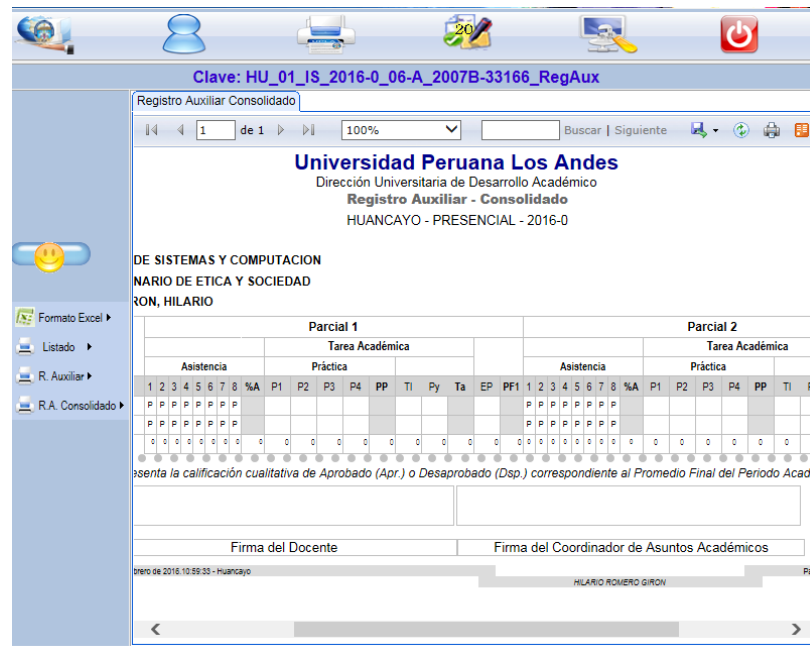 20
Clave: HU_01_IS_2016-0_06-A_2007B-33166_RegAux
Registro Auxiliar Consolidado
1 de 1 100% Buscar | Siguiente
Universidad Peruana Los Andes
Dirección Universitaria de Desarrollo Académico
Registro Auxiliar - Consolidado
HUANCAYO - PRESENCIAL - 2016-0
DE SISTEMAS Y COMPUTACION
NARIO DE ETICA Y SOCIEDAD
RON, HILARIO
Formato Excel
Listado
R. Auxiliar
R.A. Consolidado
Parcial 1 Parcial 2
Tarea Académica Tarea Académica
Asistencia Práctica Asistencia Práctica
1 2 3 4 5 6 7 8 %A P1 P2 P3 P4 PP TI Py Ta EP PF1 1 2 3 4 5 6 7 8 %A P1 P2 P3 P4 PP TI
P P P P P P P P P P P P P P P P
P P P P P P P P P P P P P P P P
0 0 0 0 0 0 0 0 0 0 0 0 0 0 0 0 0 0 0 0 0 0 0 0 0 0 0 0 0 0 0 0 0 0
esenta la calificación cualitativa de Aprobado (Apr.) o Desaprobado (Dsp.) correspondiente al Promedio Final del Periodo Acad
Firma del Docente Firma del Coordinador de Asuntos Académicos
brero de 2016.10:59:33 - Huancayo
HILARIO ROMERO GIRON